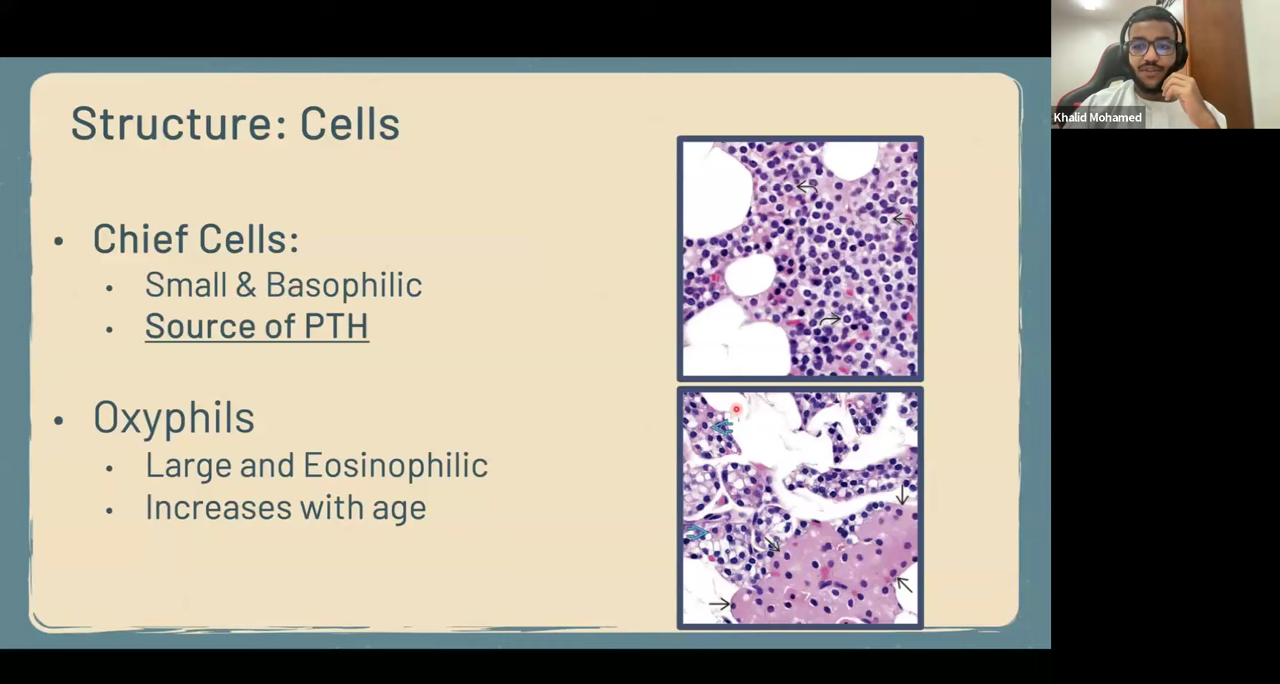 Structure: Cells
Chief Cells:
Small & Basophilic
Source of PTH
Oxyphils
Large and Eosinophilic
Increases with age
Khalid Mohamed